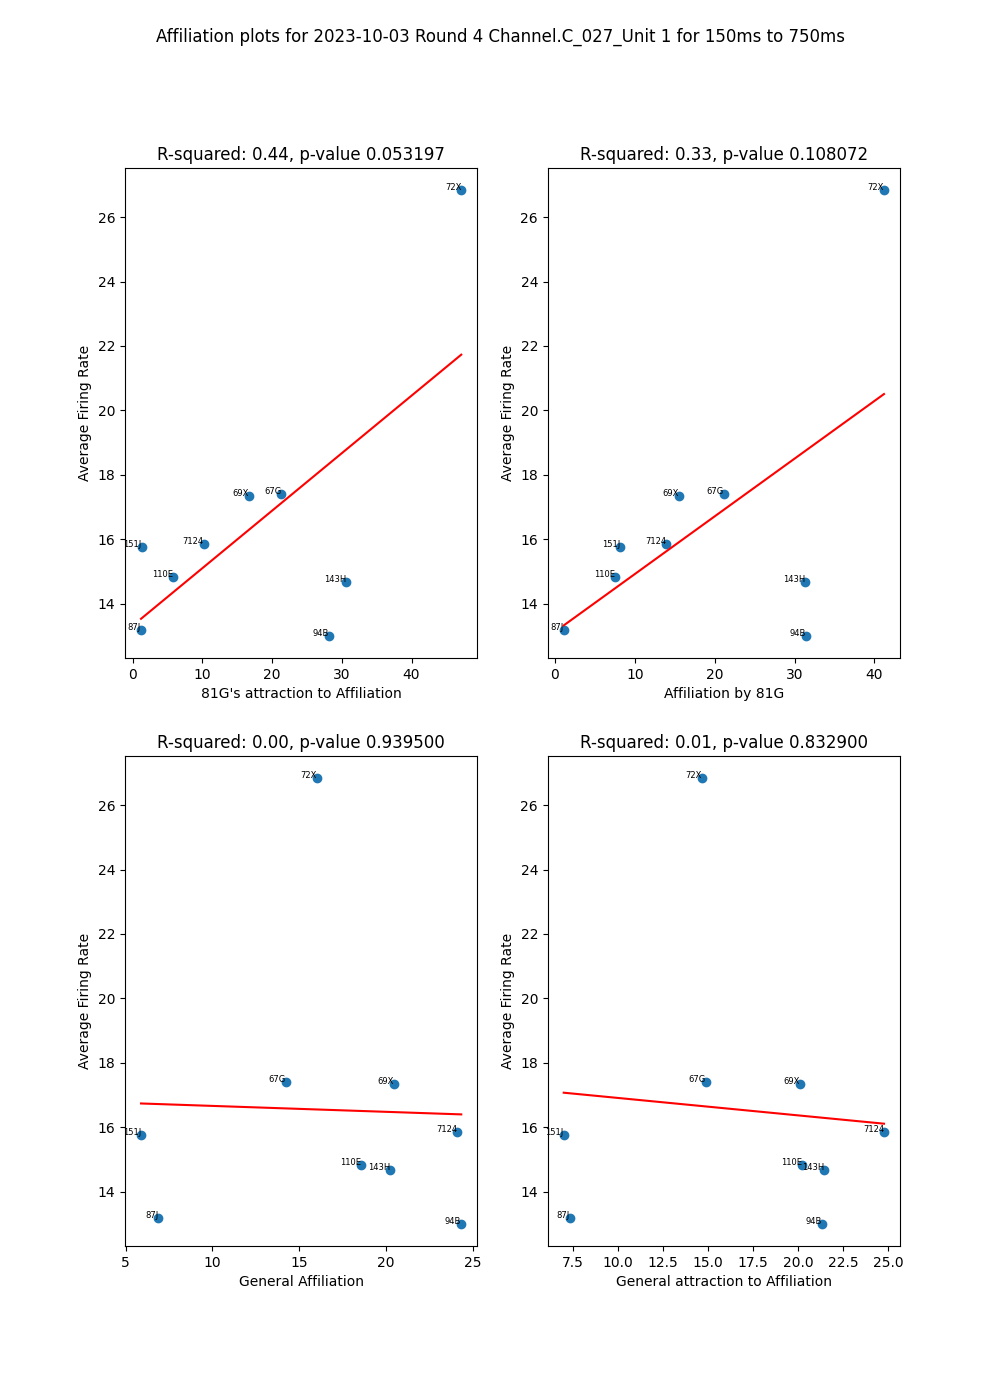 Affiliation plots for 2023-10-03 Round 4 Channel.C_027_Unit 1 for 150ms to 750ms
R-squared: 0.44, p-value 0.053197
72X
26
24
22
20
18
16
14
Average Firing Rate
69X
67G
151J
7124
110E
143H
87J
94B
0
10
20
30
40
81G's attraction to Affiliation
R-squared: 0.33, p-value 0.108072
72X
26
24
22
20
18
16
14
Average Firing Rate
69X
67G
151J
7124
110E
143H
87J
94B
0
10
20
30
40
Affiliation by 81G
R-squared: 0.00, p-value 0.939500
72X
26
24
22
20
18
16
14
Average Firing Rate
67G
69X
151J
7124
110E
143H
87J
94B
5
10
15
20
25
General Affiliation
R-squared: 0.01, p-value 0.832900
72X
26
24
22
20
18
16
14
Average Firing Rate
67G
69X
151J
7124
110E
143H
87J
94B
7.5
10.0
12.5
15.0
17.5
20.0
22.5
25.0
General attraction to Affiliation